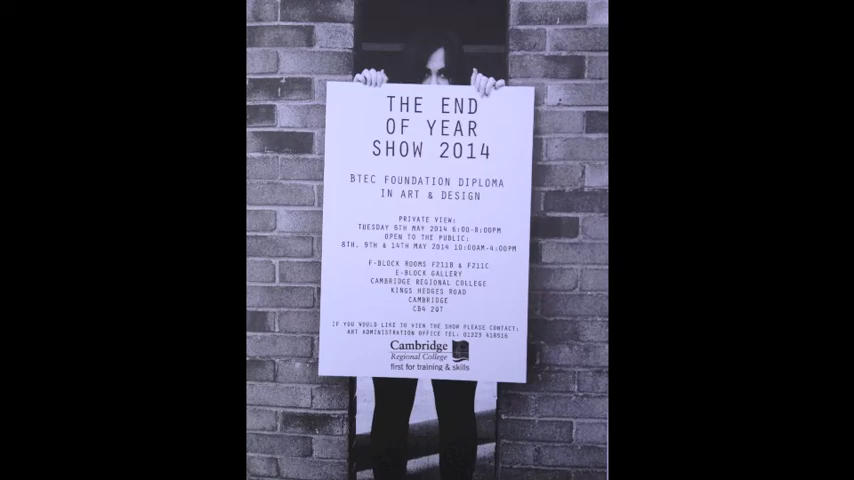 THE END
OF YEAR
SHOW 2014
BTEC FOUNDATION DIPLOMA
IN ART & DESIGN
PRIVATE VIEW:
TUESDAY 6TH MAY 2014 6:00-8:00PM
OPEN TO THE PUBLIC:
8TH, 9TH & 14TH MAY 2014 10:00AM-4:00PM
F-BLOCK ROOMS F211B & F211C
E-BLOCK GALLERY
CAMBRIDGE REGIONAL COLLEGE
KINGS HEDGES ROAD
CAMBRIDGE
CB4 2QT
IF YOU WOULD LIKE TO VIEW THE SHOW PLEASE CONTACT:
ART ADMINISTRATION OFFICE TEL:
Cambridge
Regional College
first for training & skills